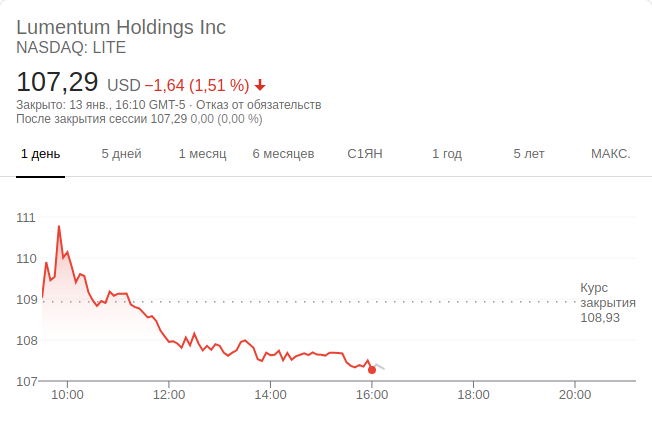 Lumentum Holdings Inc
NASDAQ: LITE
107,29 USD −1,64 (1,51 %)
Закрыто: 13 янв., 16:10 GMT-5 · Отказ от обязательств
После закрытия сессии 107,29 0,00 (0,00 %)
1 день 5 дней 1 месяц 6 месяцев С1ЯН 1 год 5 лет МАКС.
111
110
109
108
107
Курс
закрытия
108,93
10:00 12:00 14:00 16:00 18:00 20:00